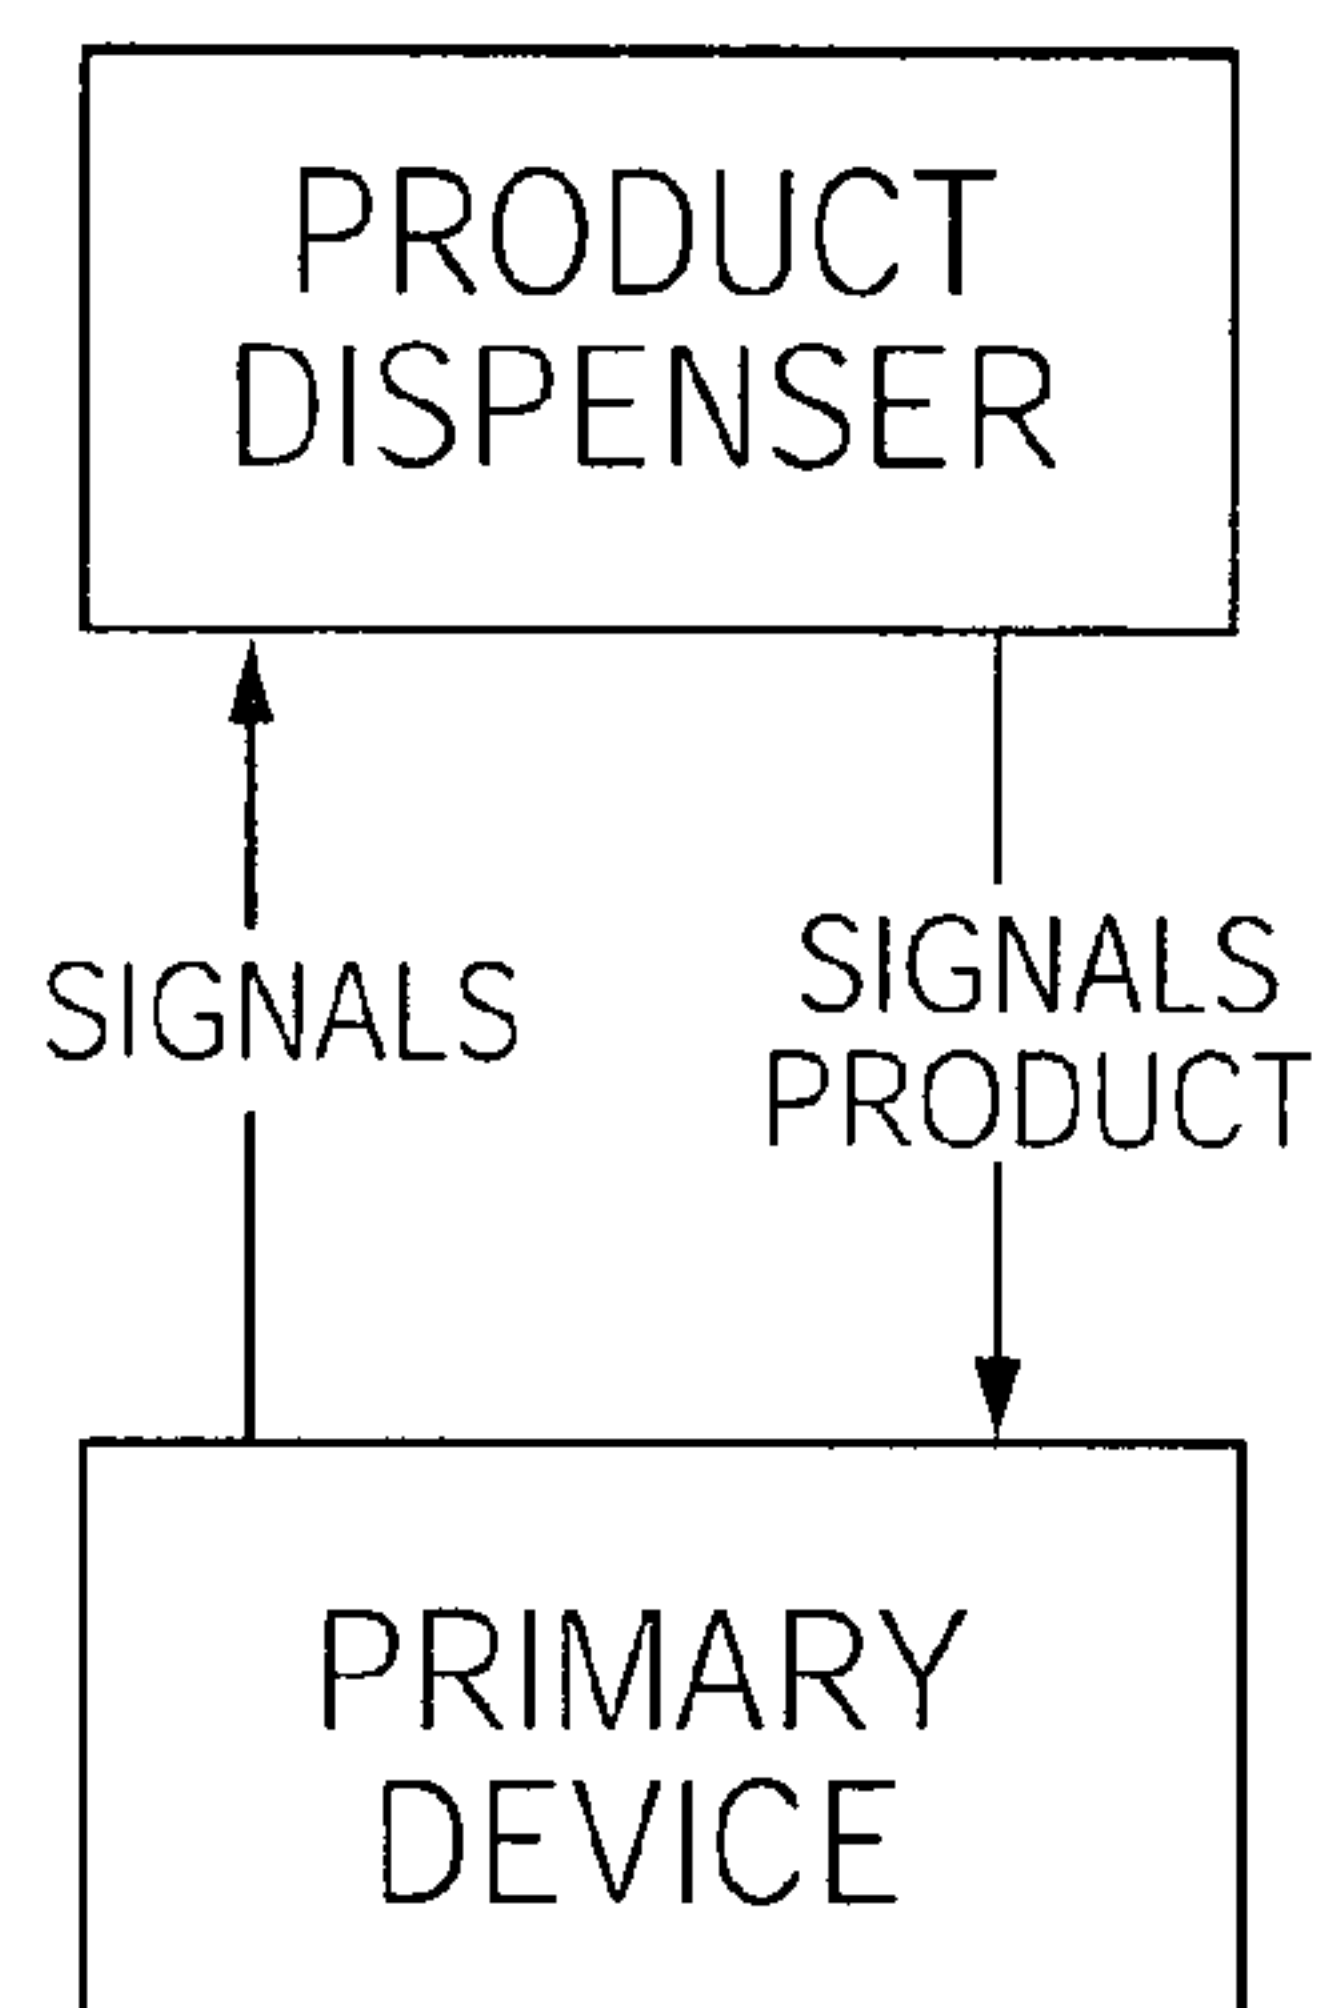 PRODUCT
DISPENSER
SIGNALS
SIGNALS
PRODUCT
PRIMARY
DEVICE